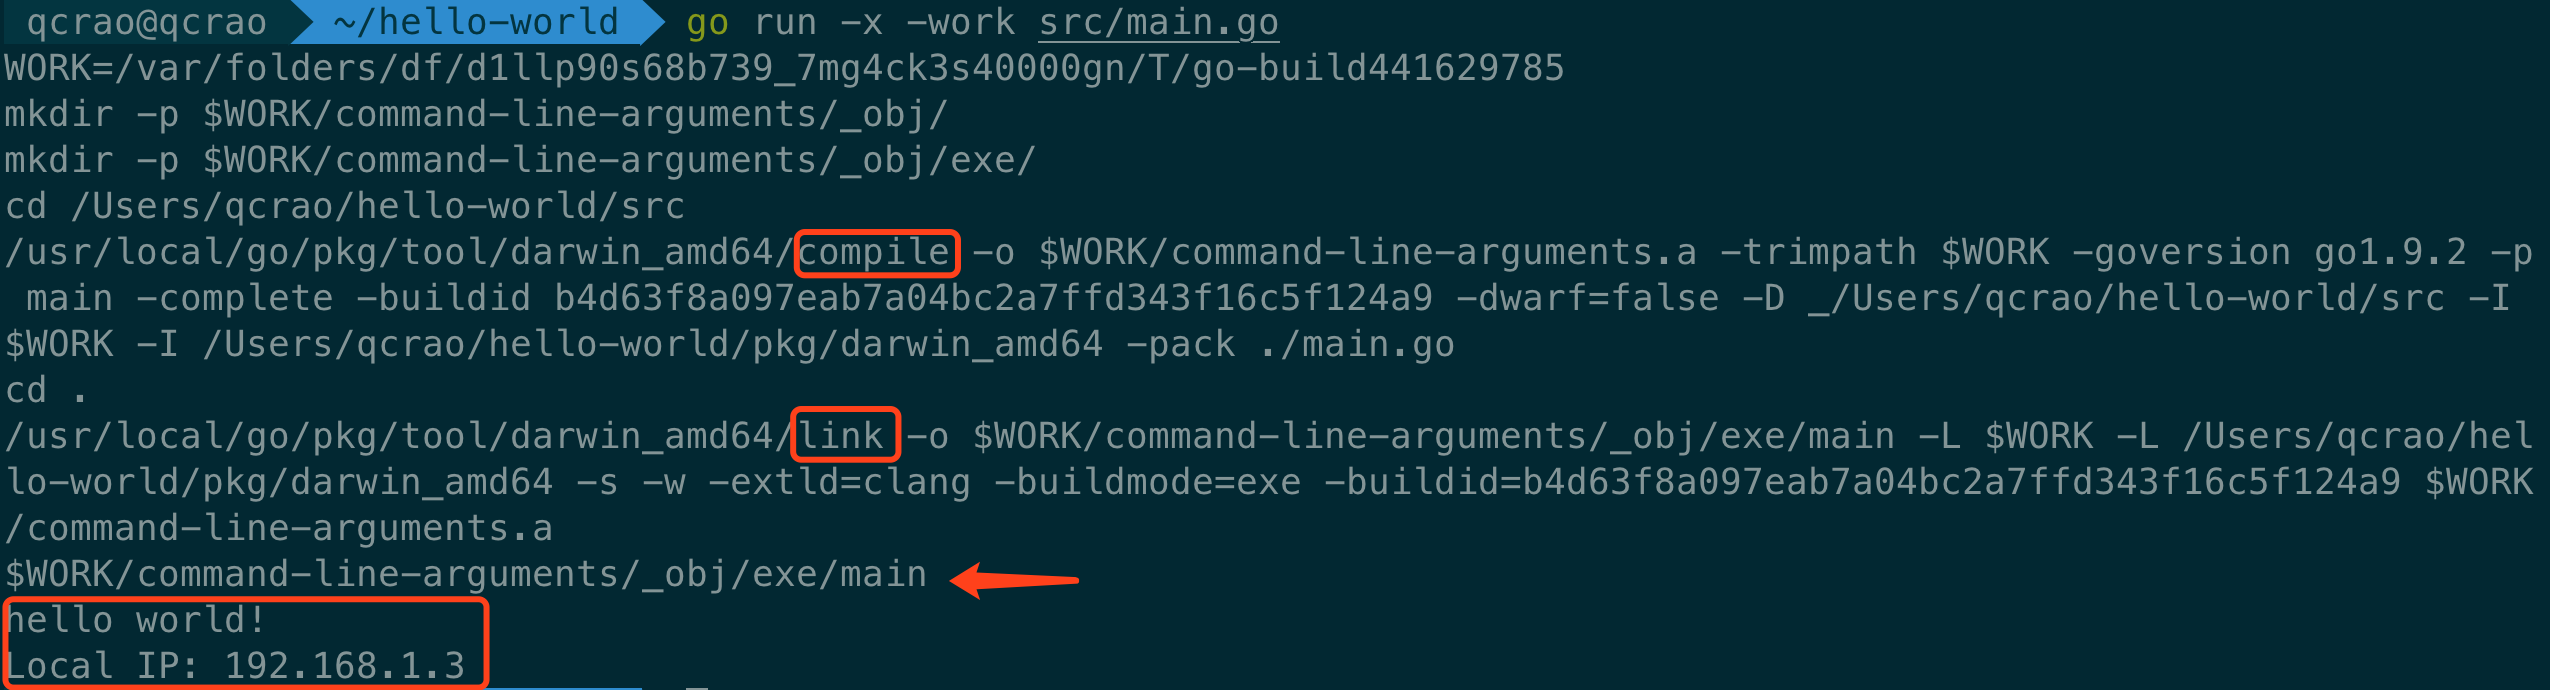 qcrao@qcrao ~/hello-world go run -x -work src/main.go
WORK=/var/folders/df/d1llp90s68b739_7mg4ck3s40000gn/T/go-build441629785
mkdir -p $WORK/command-line-arguments/_obj/
mkdir -p $WORK/command-line-arguments/_obj/exe/
cd /Users/qcrao/hello-world/src
/usr/local/go/pkg/tool/darwin_amd64/compile -o $WORK/command-line-arguments.a -trimpath $WORK -goversion go1.9.2 -p
main -complete -buildid b4d63f8a097eab7a04bc2a7ffd343f16c5f124a9 -dwarf=false -D _/Users/qcrao/hello-world/src -I
$WORK -I /Users/qcrao/hello-world/pkg/darwin_amd64 -pack ./main.go
cd .
/usr/local/go/pkg/tool/darwin_amd64/link -o $WORK/command-line-arguments/_obj/exe/main -L $WORK -L /Users/qcrao/hel
lo-world/pkg/darwin_amd64 -s -w -extld=clang -buildmode=exe -buildid=b4d63f8a097eab7a04bc2a7ffd343f16c5f124a9 $WORK
/command-line-arguments.a
$WORK/command-line-arguments/_obj/exe/main
hello world!
Local IP: 192.168.1.3